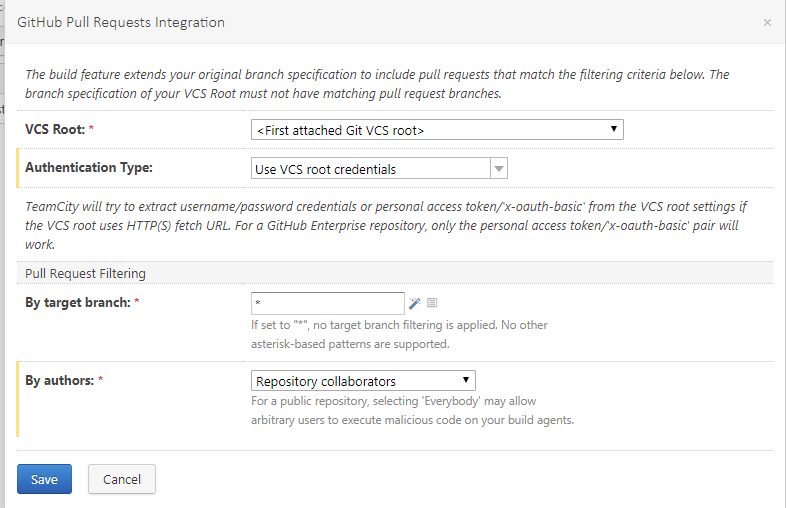 GitHub Pull Requests Integration
×
The build feature extends your original branch specification to include pull requests that match the filtering criteria below. The
branch specification of your VCS Root must not have matching pull request branches.
VCS Root: * <First attached Git VCS root>
Authentication Type: Use VCS root credentials
TeamCity will try to extract username/password credentials or personal access token/'x-oauth-basic' from the VCS root settings if
the VCS root uses HTTP(S) fetch URL. For a GitHub Enterprise repository, only the personal access token/'x-oauth-basic' pair will
work.
Pull Request Filtering
By target branch: * *
If set to "*", no target branch filtering is applied. No other
asterisk-based patterns are supported.
By authors: * Repository collaborators
For a public repository, selecting 'Everybody' may allow
arbitrary users to execute malicious code on your build agents.
Save Cancel